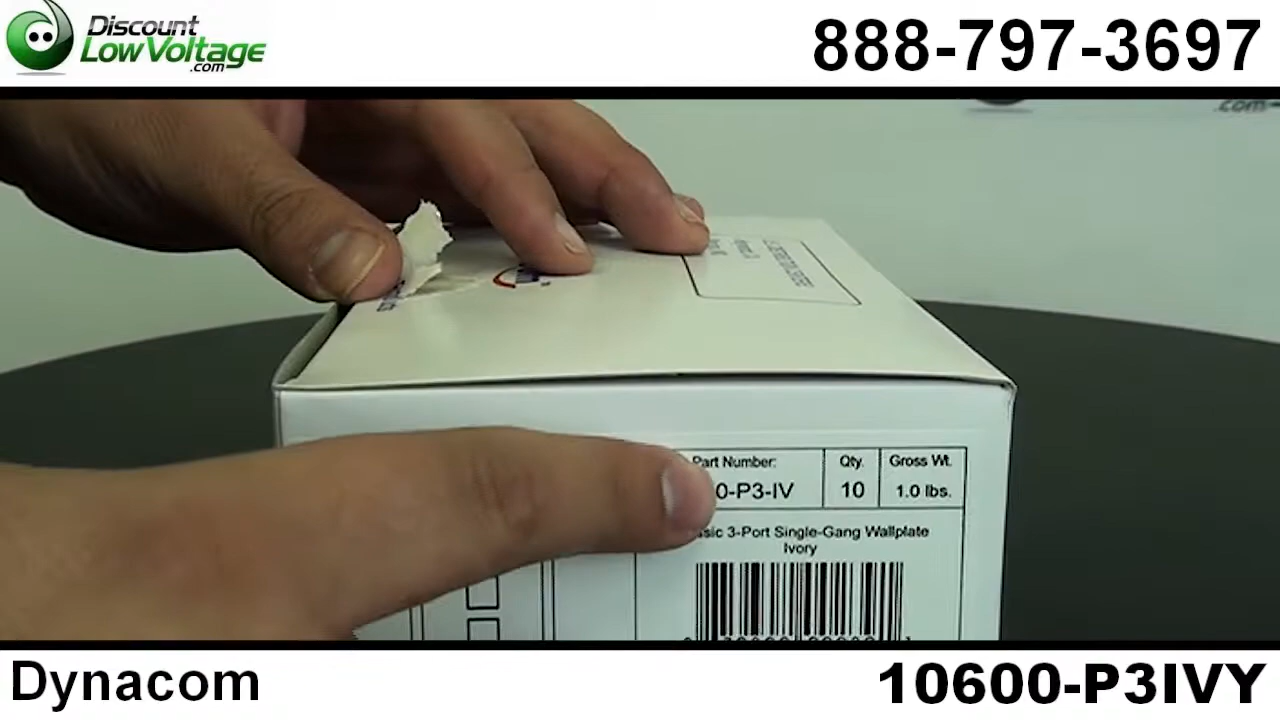 Discount
LowVoltage
.com
888-797-3697
.com
Part Number:
Qty.
Gross Wt.
0-P3-IV
10
1.0 lbs.
3-Port Single-Gang Wallplate
Ivory
Dynacom
10600-P3IVY